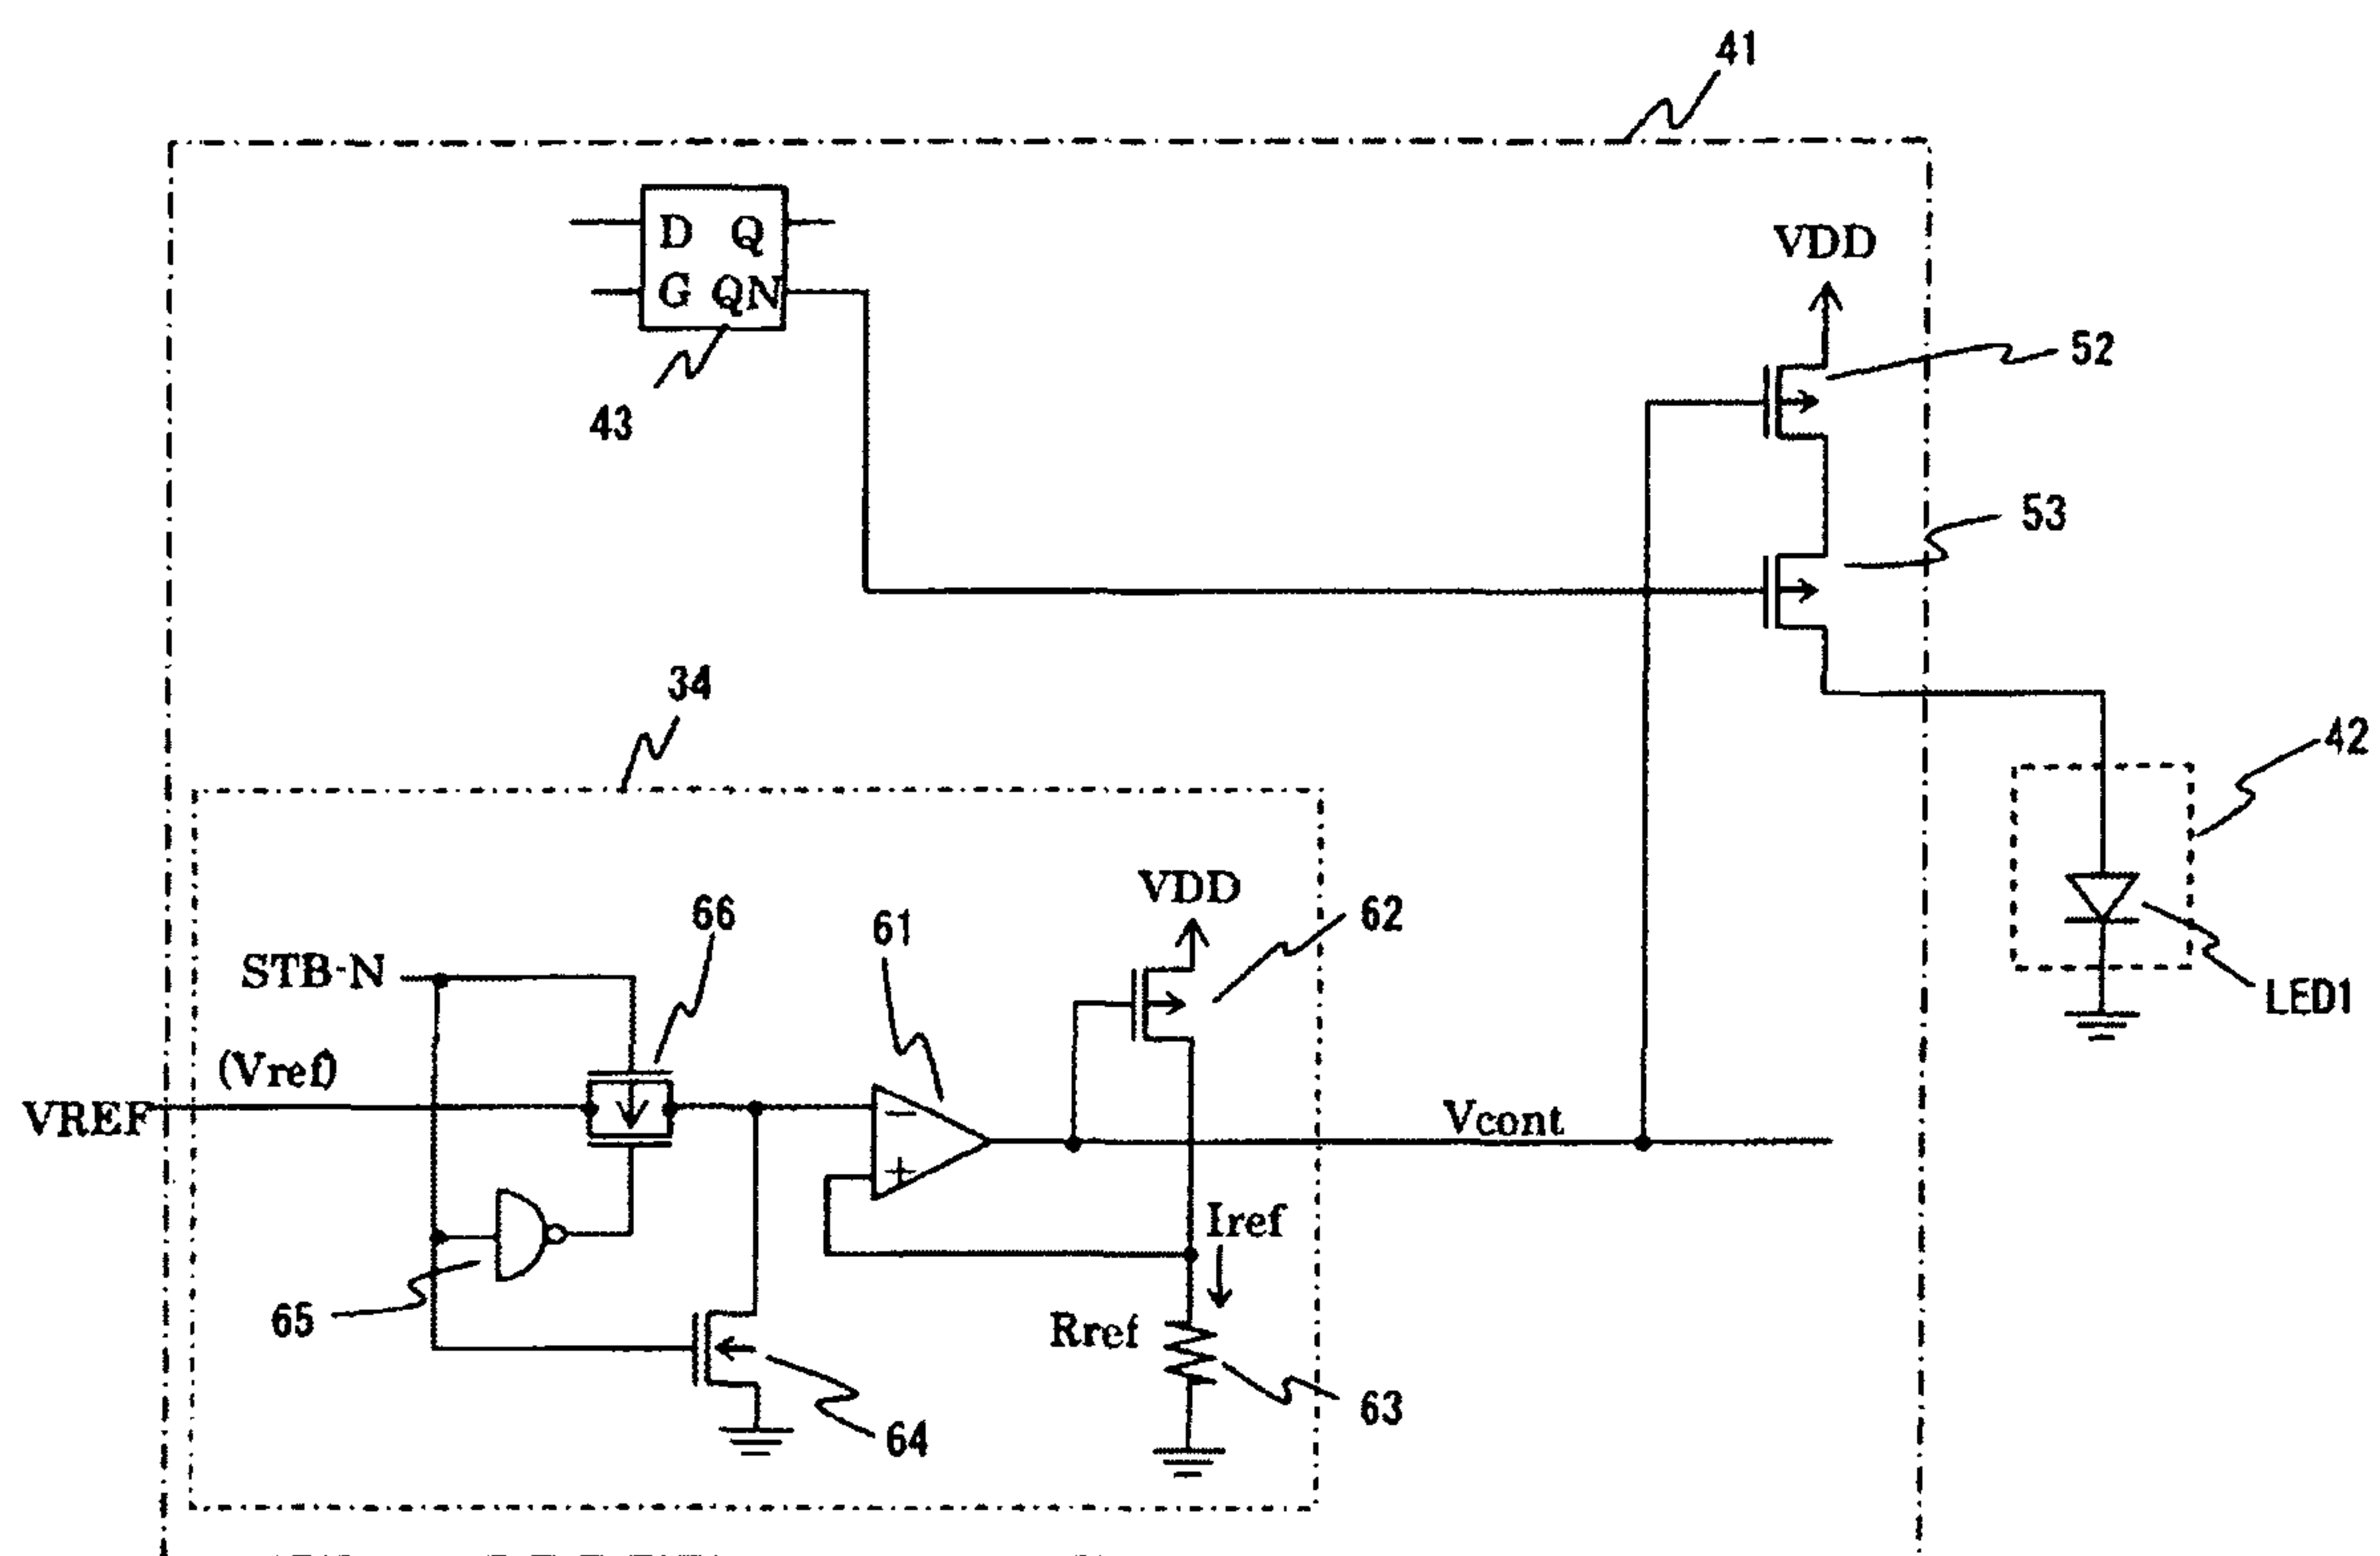 41
D Q
G QN
43
VDD
52
53
34
42
66
61
VDD
62
STB-N
LED1
(Vref)
VREF
Vcont
Iref
65
Rref
63
64